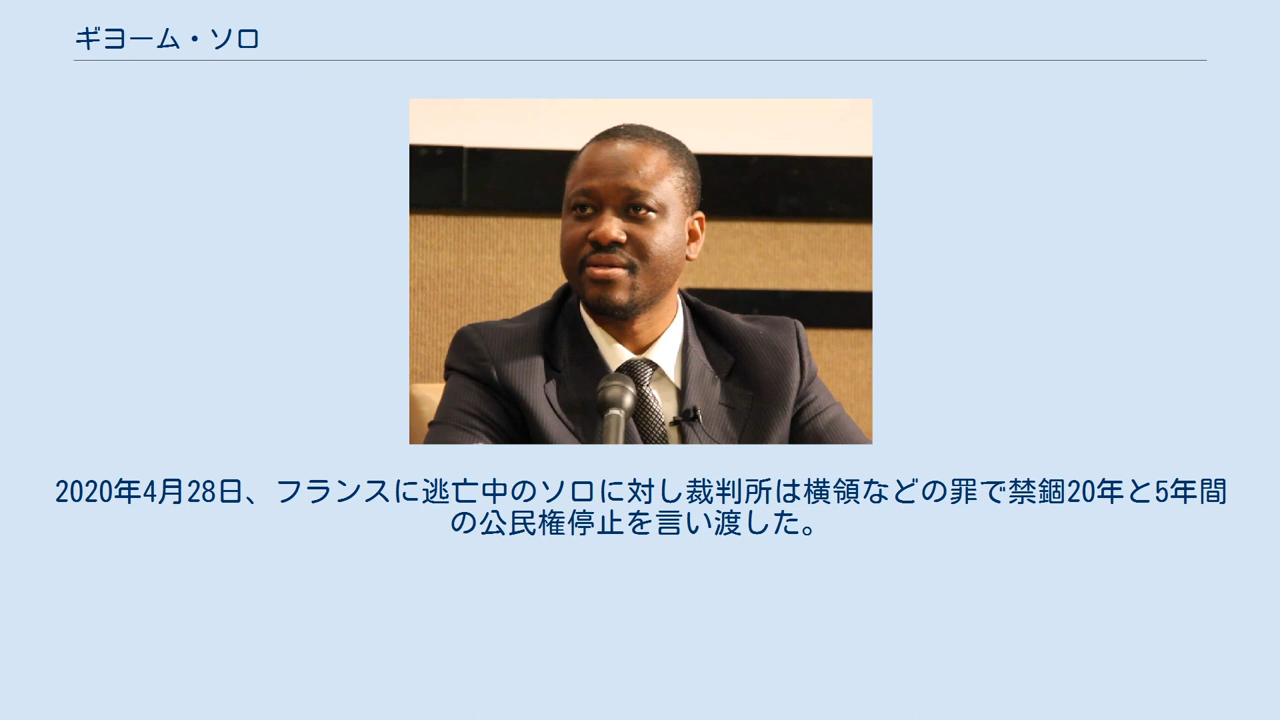 ギヨーム・ソロ
2020年4月28日、フランスに逃亡中のソロに対し裁判所は横領などの罪で禁錮20年と5年間
の公民権停止を言い渡した。